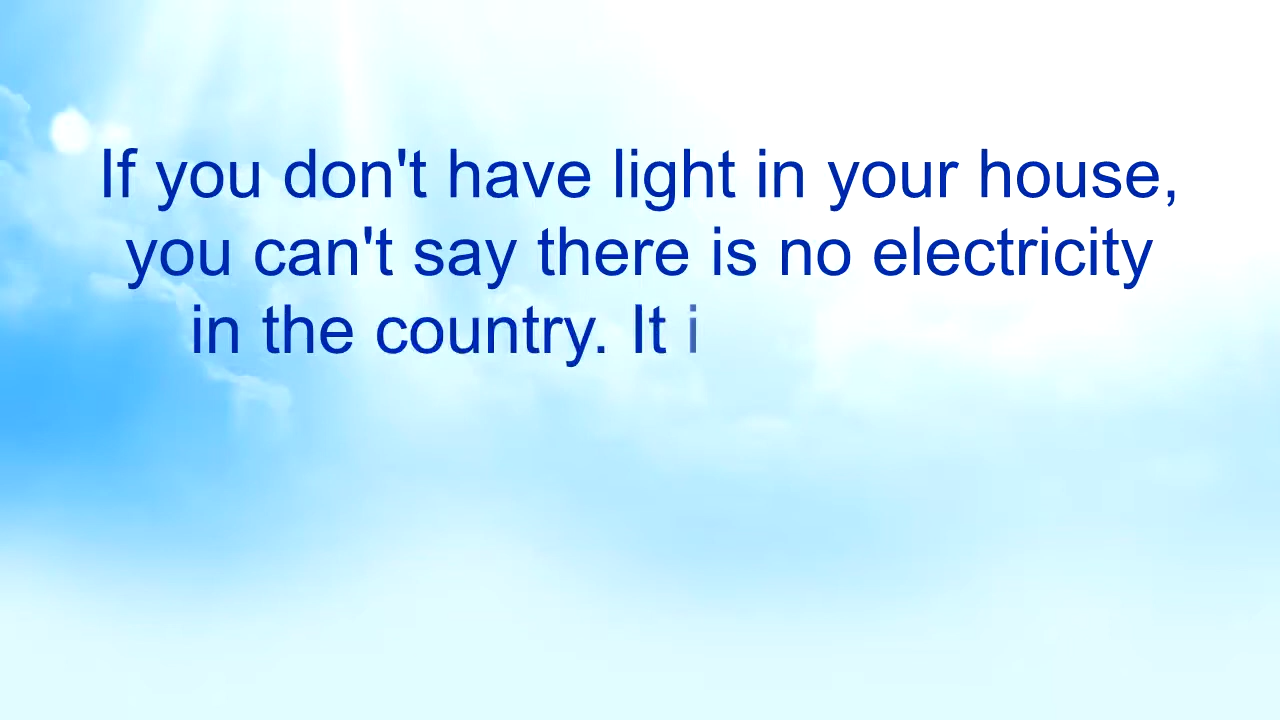 If you don't have light in your house,
you can't say there is no electricity
in the country. It i